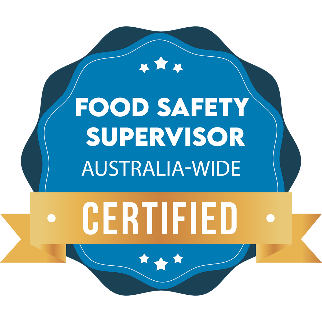 FOOD SAFETY
SUPERVISOR
AUSTRALIA-WIDE
CERTIFIED